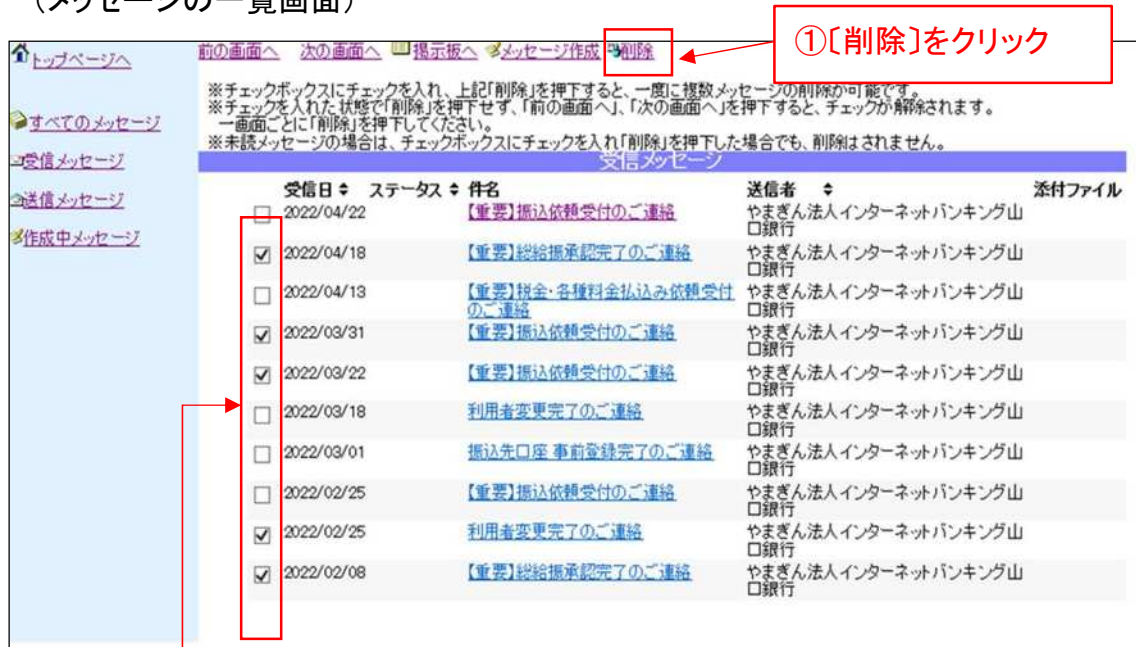 (メッセージの一覧画面)
①〔削除〕をクリック
トップページへ
前の画面へ 次の画面へ 掲示板へ メッセージ作成 削除
※チェックボックスにチェックを入れ、上記「削除」を押下すると、一度に複数メッセージの削除が可能です。
※チェックを入れた状態で「削除」を押下せず、「前の画面へ」、「次の画面へ」を押下すると、チェックが解除されます。
一画面ごとに「削除」を押下してください。
※未読メッセージの場合は、チェックボックスにチェックを入れ「削除」を押下した場合でも、削除はされません。
すべてのメッセージ
受信メッセージ
送信メッセージ
作成中メッセージ
受信メッセージ
受信日 ステータス 件名 送信者 添付ファイル
2022/04/22 【重要】振込依頼受付のご連絡 やまぎん法人インターネットバンキング山
口銀行
2022/04/18 【重要】総給振承認完了のご連絡 やまぎん法人インターネットバンキング山
口銀行
2022/04/13 【重要】税金・各種料金払込み依頼受付 やまぎん法人インターネットバンキング山
のご連絡 口銀行
2022/03/31 【重要】振込依頼受付のご連絡 やまぎん法人インターネットバンキング山
口銀行
2022/03/22 【重要】振込依頼受付のご連絡 やまぎん法人インターネットバンキング山
口銀行
2022/03/18 利用者変更完了のご連絡 やまぎん法人インターネットバンキング山
口銀行
2022/03/01 振込先口座 事前登録完了のご連絡 やまぎん法人インターネットバンキング山
口銀行
2022/02/25 【重要】振込依頼受付のご連絡 やまぎん法人インターネットバンキング山
口銀行
2022/02/25 利用者変更完了のご連絡 やまぎん法人インターネットバンキング山
口銀行
2022/02/08 【重要】総給振承認完了のご連絡 やまぎん法人インターネットバンキング山
口銀行